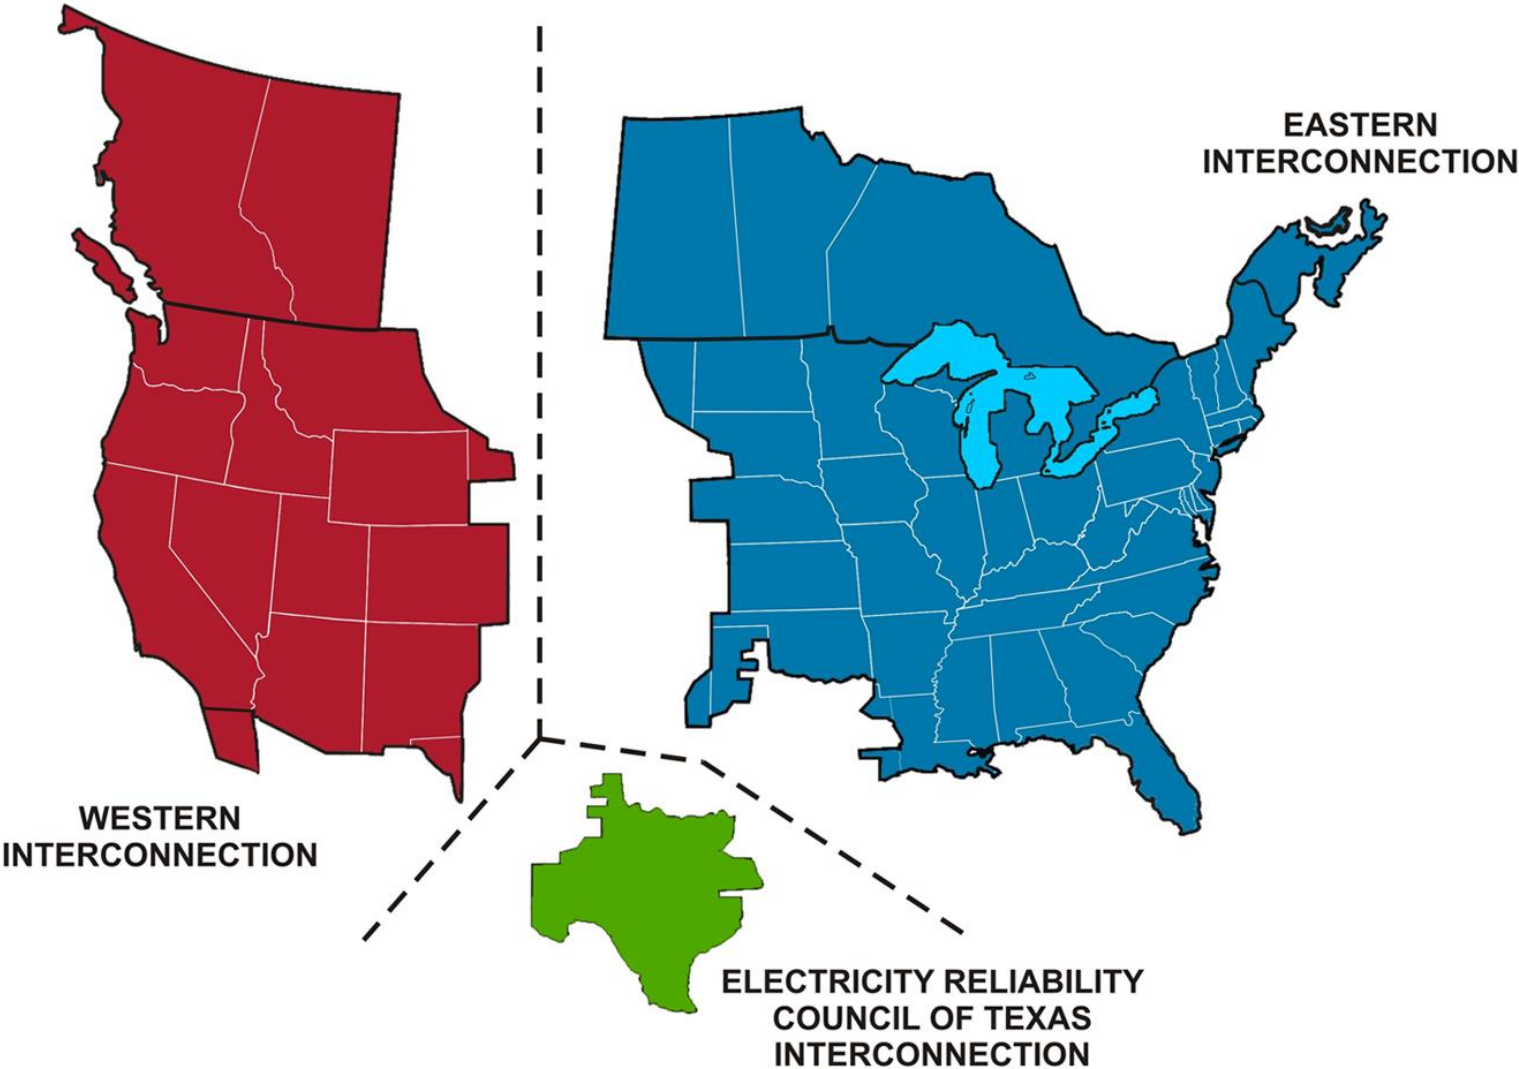 EASTERN
INTERCONNECTION
WESTERN
INTERCONNECTION
ELECTRICITY RELIABILITY
COUNCIL OF TEXAS
INTERCONNECTION